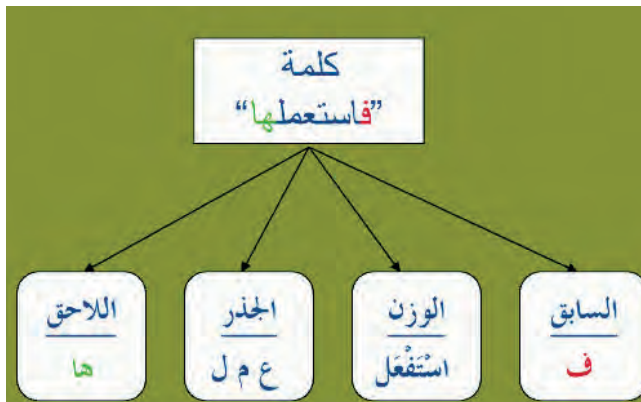 كلمة
”فاستعملها“
السابق
ف
الوزن
اسْتَفْعَل
الجذر
ع م ل
اللاحق
ها